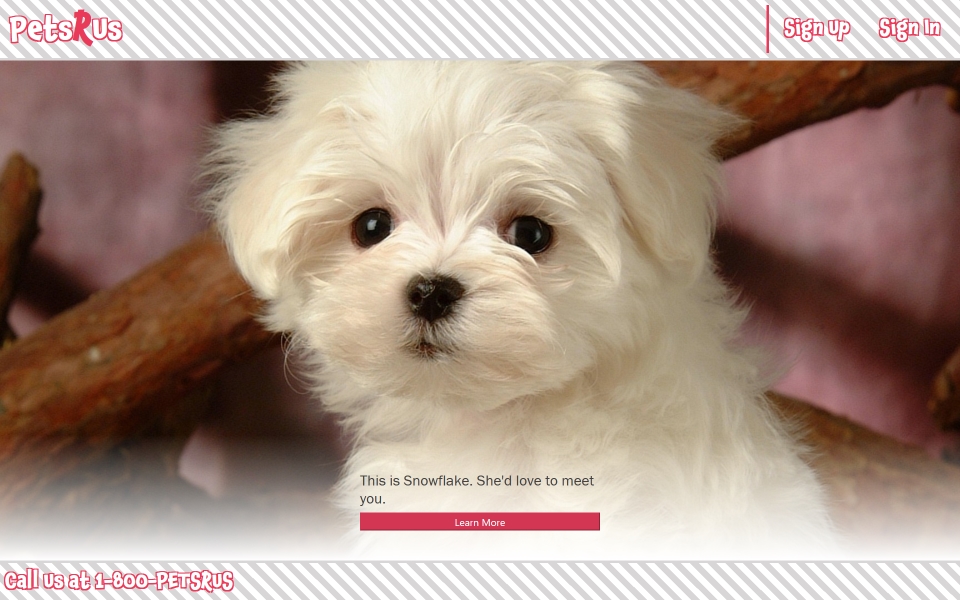 PetsRus
Sign up
Sign In
This is Snowflake. She'd love to meet
you.
Learn More
Call us at 1-800-PETSRUS